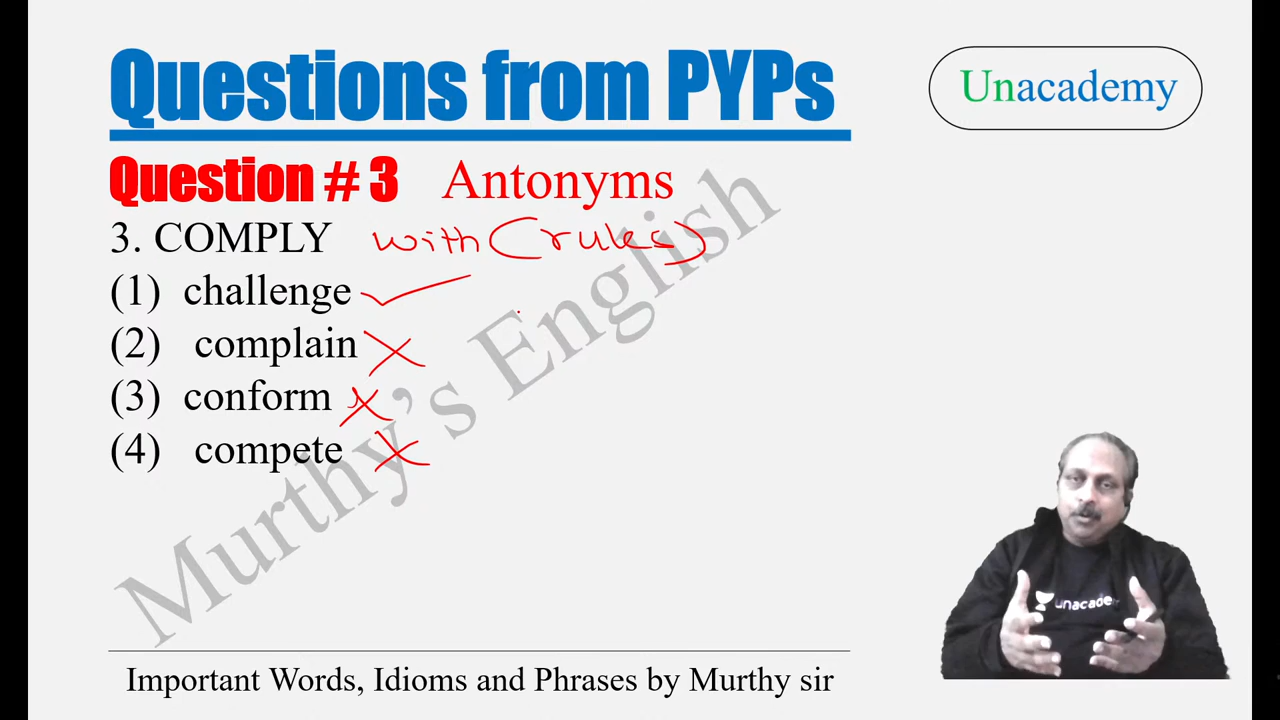 Questions from PYPs
Unacademy
Question # 3 Antonyms
3. COMPLY with (rules)
(1) challenge
(2) complain
(3) conform
(4) compete
Murthy's English
unacade
Important Words, Idioms and Phrases by Murthy sir